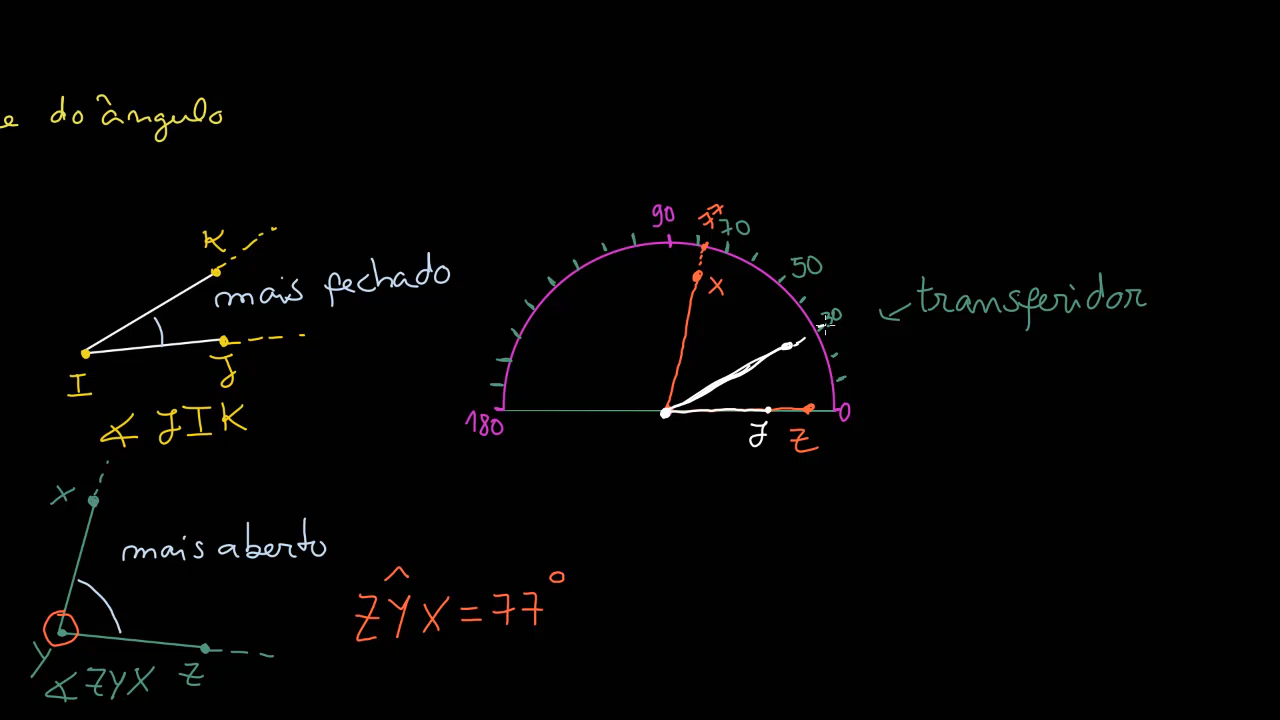 e do ângulo
K
mais fechado
I
J
∡ JIK
X
mais aberto
Y
Z
∡ ZYX
ZŶX = 77°
90
77
70
50
30
X
transferidor
180
0
J
Z